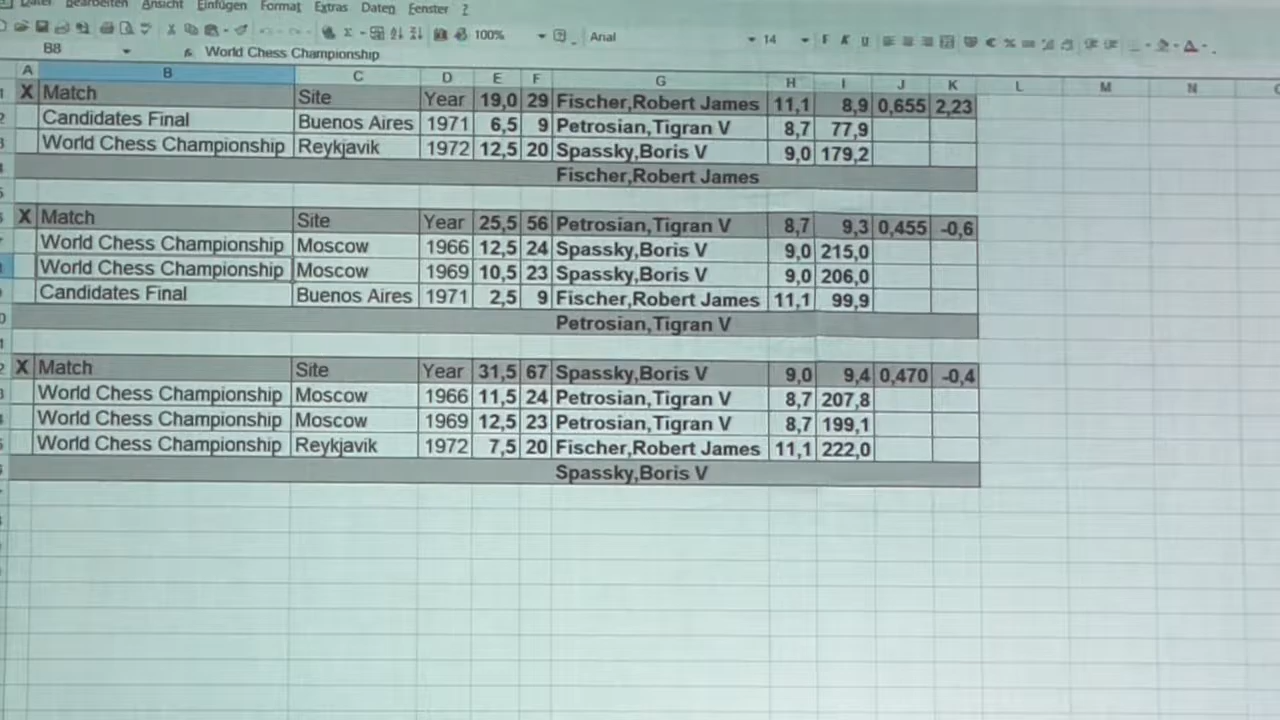 Datei Bearbeiten Ansicht Einfügen Format Extras Daten Fenster ?
100% Arial 14 F K U
B8 fx World Chess Championship
A B C D E F G H I J K L M N
X Match Site Year 19,0 29 Fischer,Robert James 11,1 8,9 0,655 2,23
Candidates Final Buenos Aires 1971 6,5 9 Petrosian,Tigran V 8,7 77,9
World Chess Championship Reykjavik 1972 12,5 20 Spassky,Boris V 9,0 179,2
Fischer,Robert James
X Match Site Year 25,5 56 Petrosian,Tigran V 8,7 9,3 0,455 -0,6
World Chess Championship Moscow 1966 12,5 24 Spassky,Boris V 9,0 215,0
World Chess Championship Moscow 1969 10,5 23 Spassky,Boris V 9,0 206,0
Candidates Final Buenos Aires 1971 2,5 9 Fischer,Robert James 11,1 99,9
Petrosian,Tigran V
X Match Site Year 31,5 67 Spassky,Boris V 9,0 9,4 0,470 -0,4
World Chess Championship Moscow 1966 11,5 24 Petrosian,Tigran V 8,7 207,8
World Chess Championship Moscow 1969 12,5 23 Petrosian,Tigran V 8,7 199,1
World Chess Championship Reykjavik 1972 7,5 20 Fischer,Robert James 11,1 222,0
Spassky,Boris V